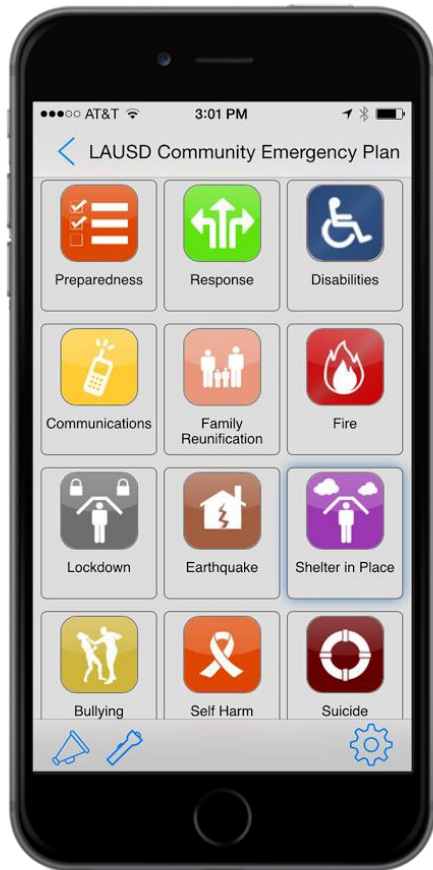 AT&T 3:01 PM
LAUSD Community Emergency Plan
Preparedness Response Disabilities
Communications Family Reunification Fire
Lockdown Earthquake Shelter in Place
Bullying Self Harm Suicide